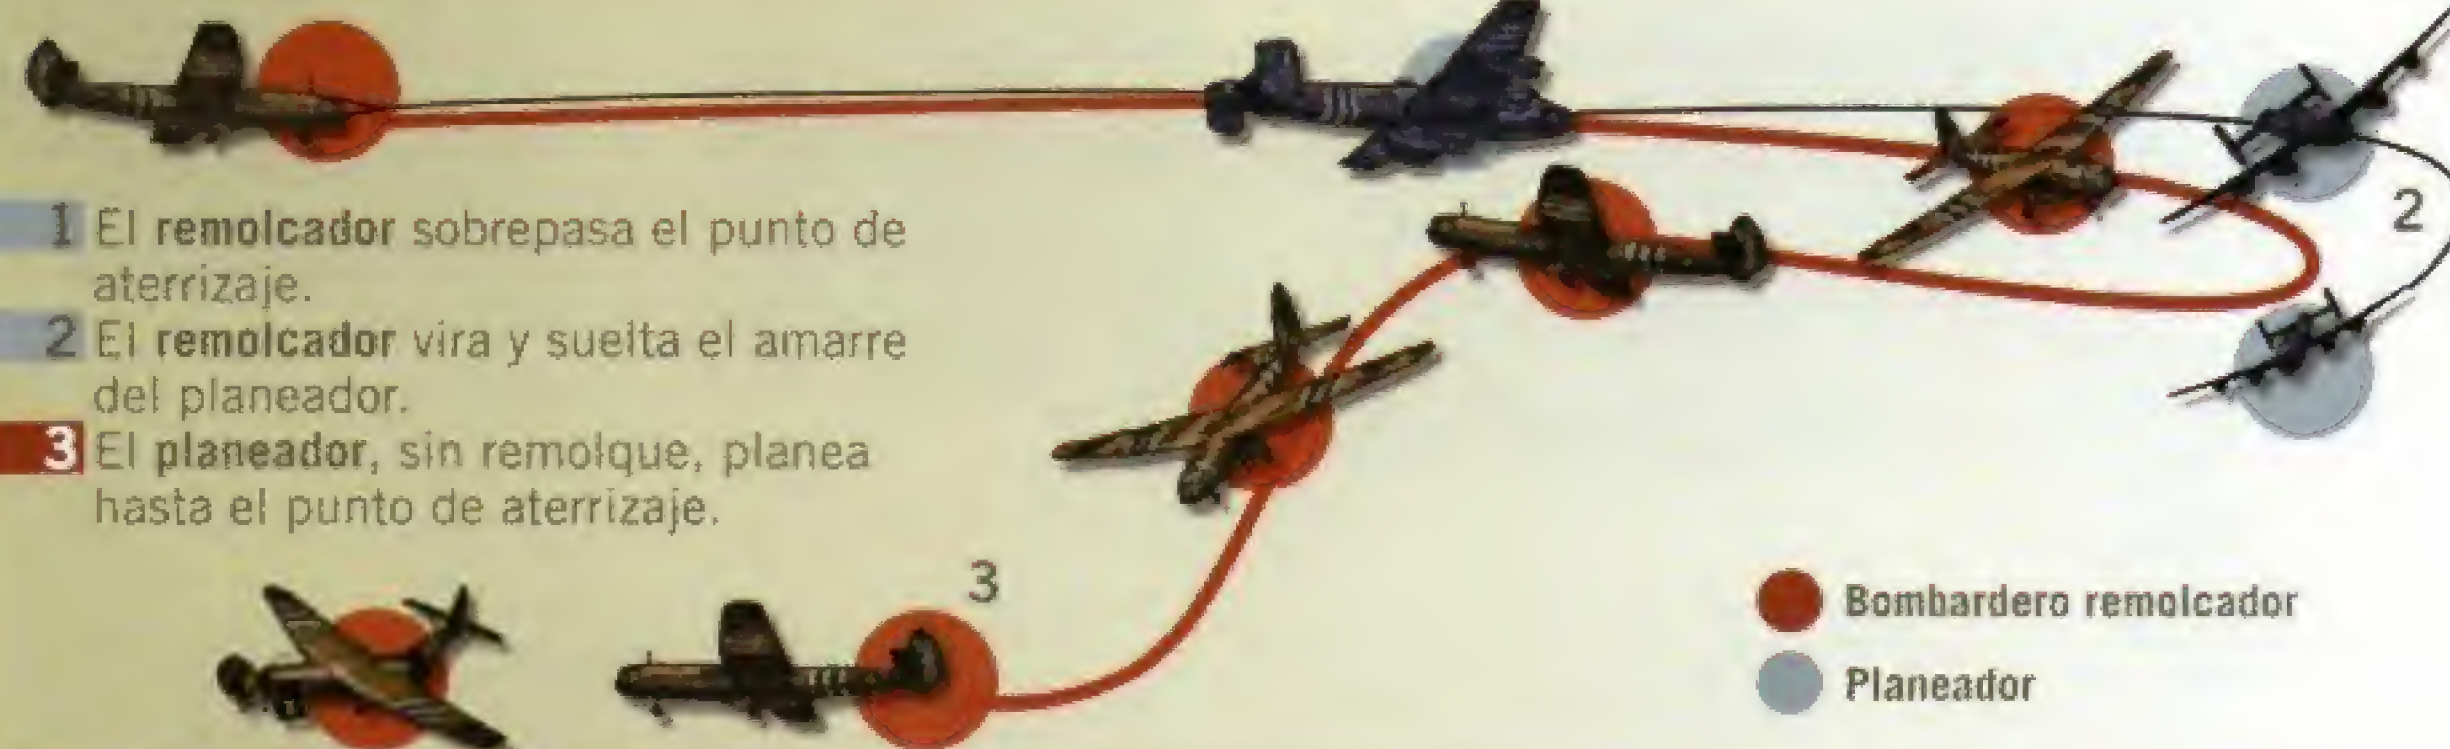 1 El remolcador sobrepasa el punto de
aterrizaje.
2 El remolcador vira y suelta el amarre
del planeador.
3 El planeador, sin remolque, planea
hasta el punto de aterrizaje.
2
3
Bombardero remolcador
Planeador